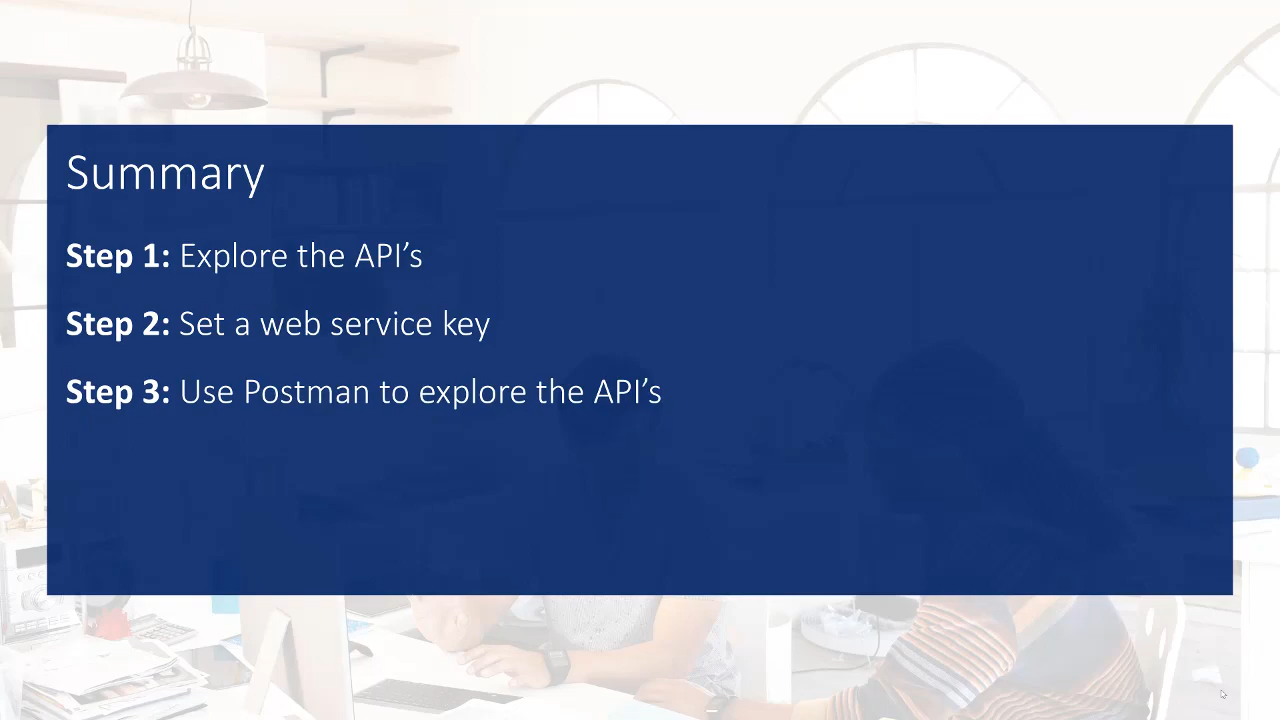 Summary
Step 1: Explore the API’s
Step 2: Set a web service key
Step 3: Use Postman to explore the API’s